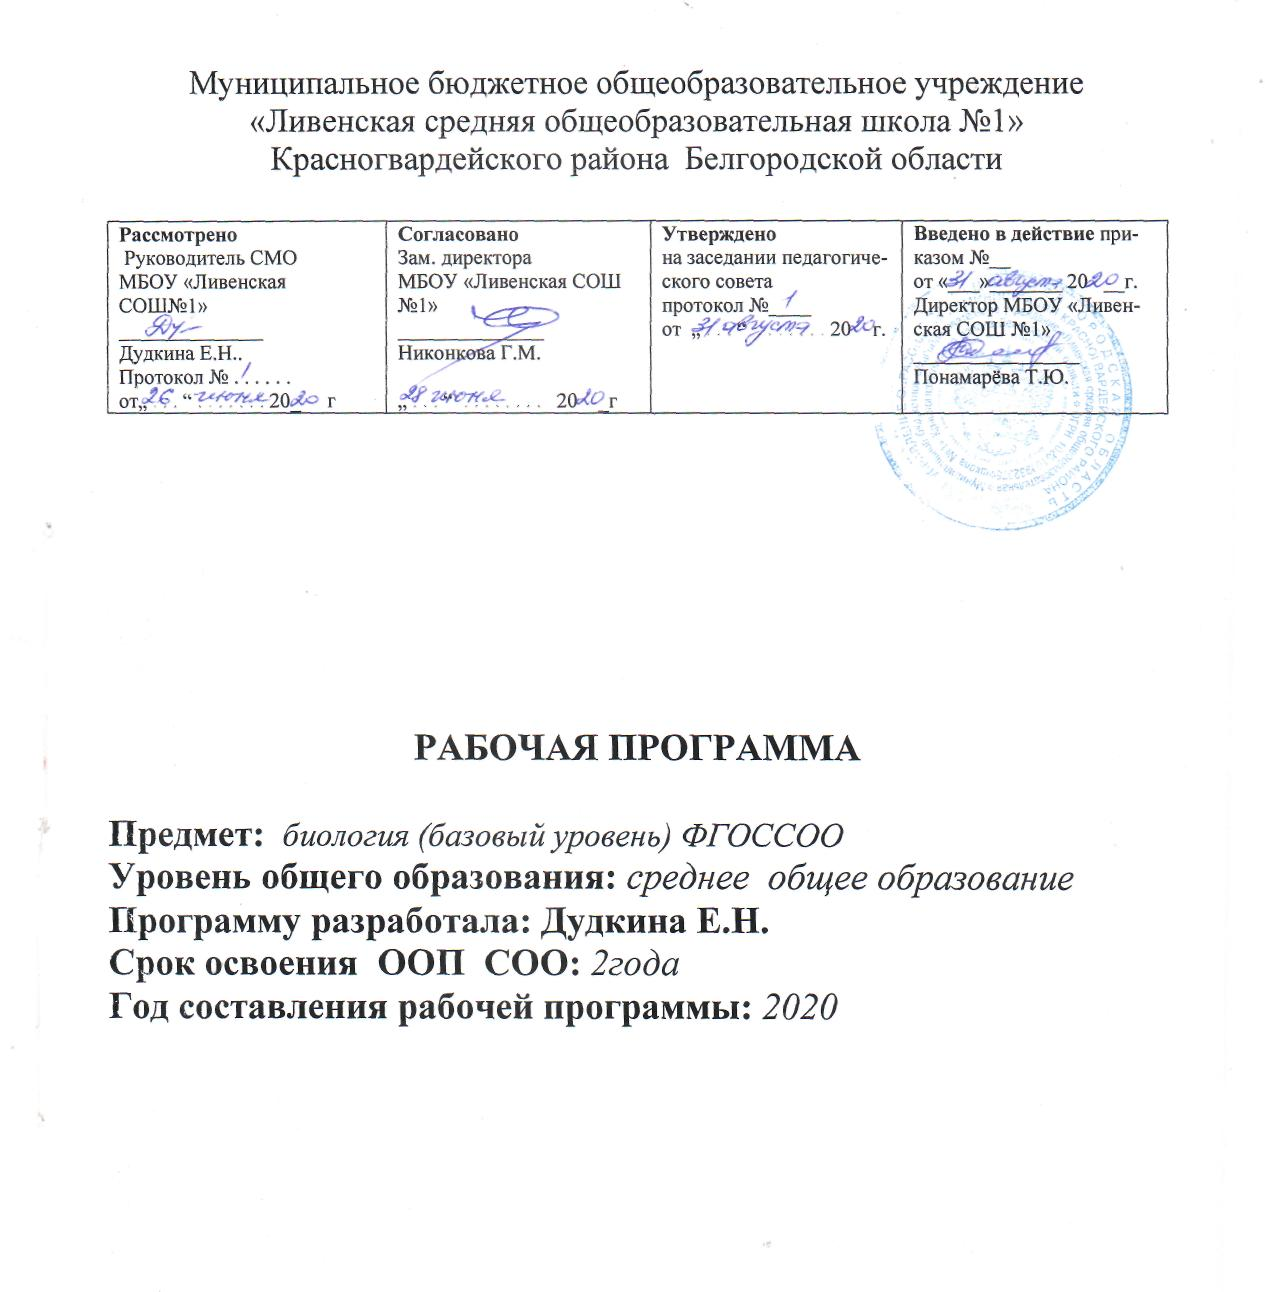 Муниципальное бюджетное общеобразовательное учреждение
«Ливенская средняя общеобразовательная школа №1»
Красногвардейского района Белгородской области
Рассмотрено
Руководитель СМО
МБОУ «Ливенская
СОШ№1»
Дудкина Е.Н..
Протокол № 1
от„26“ июня 2020 г
Согласовано
Зам. директора
МБОУ «Ливенская СОШ
№1»
Никонкова Г.М.
„28“ июня 2020 г
Утверждено
на заседании педагогиче-
ского совета
протокол № 1
от „31“ августа 2020г.
Введено в действие при-
казом №__
от «31» августа 2020 г.
Директор МБОУ «Ливен-
ская СОШ №1»
Понамарёва Т.Ю.
РАБОЧАЯ ПРОГРАММА
Предмет: биология (базовый уровень) ФГОССОО
Уровень общего образования: среднее общее образование
Программу разработала: Дудкина Е.Н.
Срок освоения ООП СОО: 2года
Год составления рабочей программы: 2020